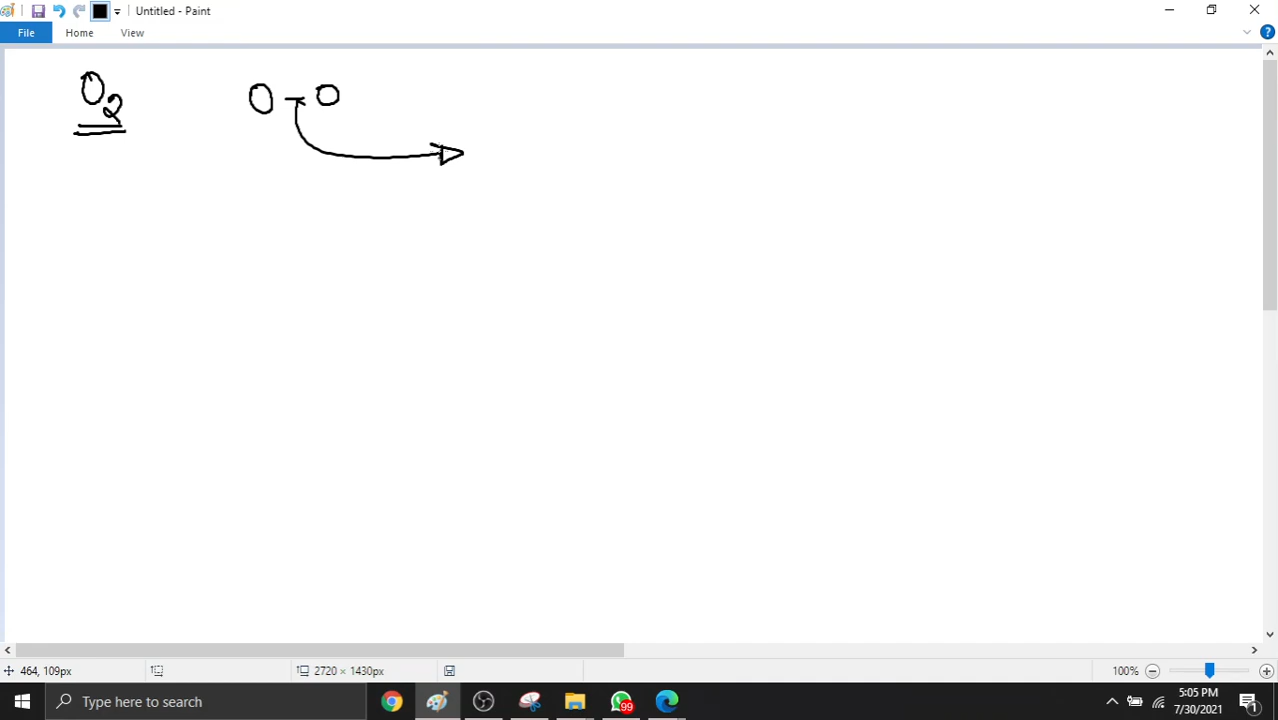 Untitled - Paint
File Home View
O2 O - O
464, 109px
2720 × 1430px
100%
Type here to search
99
5:05 PM
7/30/2021
1